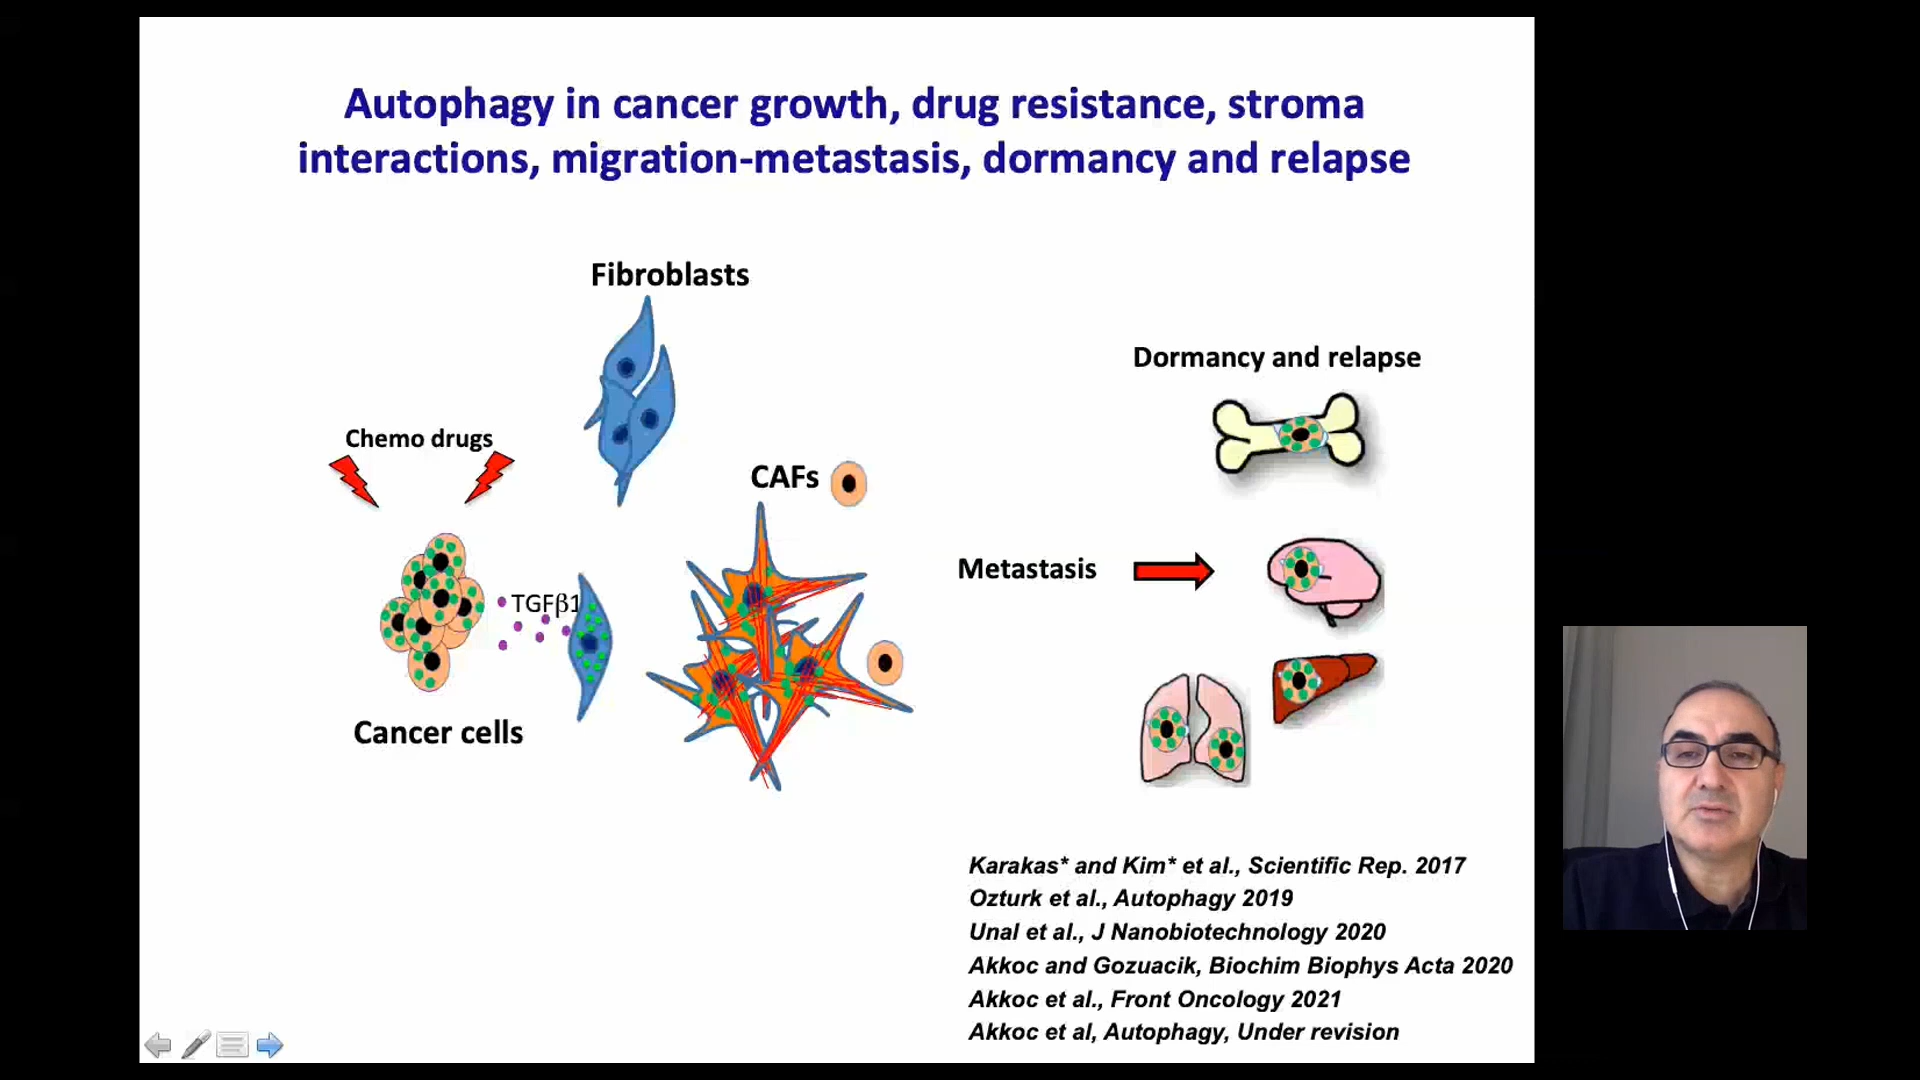 Autophagy in cancer growth, drug resistance, stroma
interactions, migration-metastasis, dormancy and relapse
Fibroblasts
Dormancy and relapse
Chemo drugs
CAFs
Metastasis
TGFβ1
Cancer cells
Karakas* and Kim* et al., Scientific Rep. 2017
Ozturk et al., Autophagy 2019
Unal et al., J Nanobiotechnology 2020
Akkoc and Gozuacik, Biochim Biophys Acta 2020
Akkoc et al., Front Oncology 2021
Akkoc et al, Autophagy, Under revision